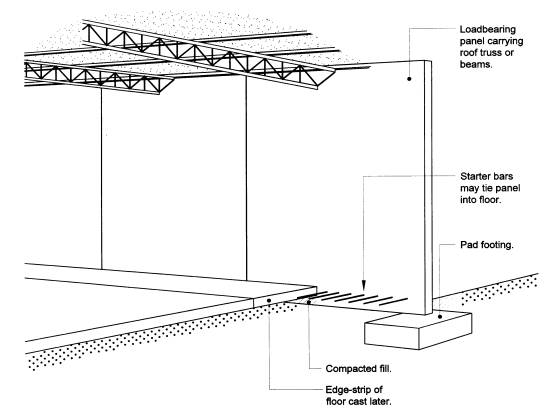 Loadbearing
panel carrying
roof truss or
beams.
Starter bars
may tie panel
into floor.
Pad footing.
Compacted fill.
Edge-strip of
floor cast later.